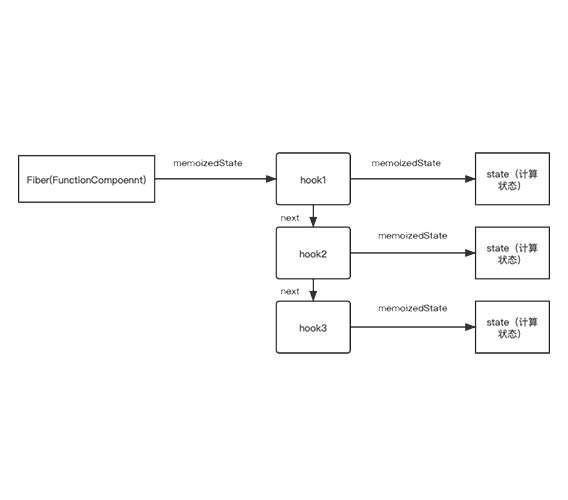 memoizedState
memoizedState
Fiber(FunctionCompoennt)
hook1
state（计算
状态）
next
memoizedState
hook2
state（计算
状态）
next
memoizedState
hook3
state（计算
状态）